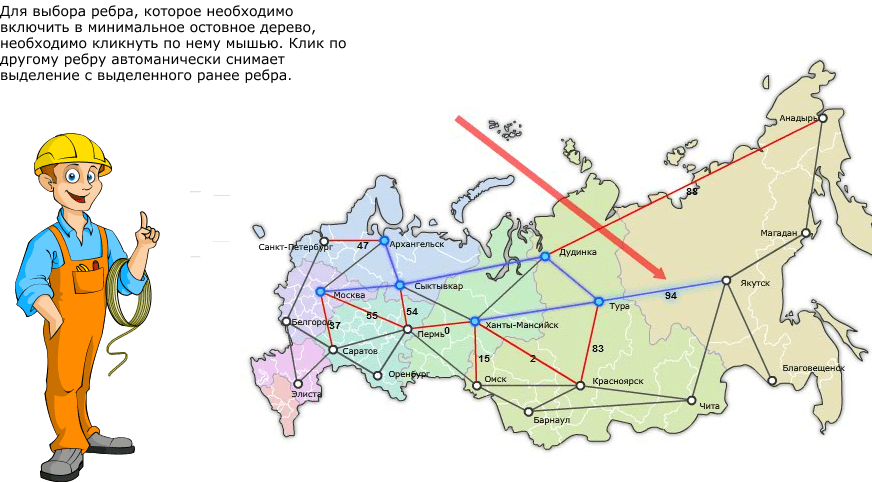 Для выбора ребра, которое необходимо
включить в минимальное остовное дерево,
необходимо кликнуть по нему мышью. Клик по
другому ребру автоманически снимает
выделение с выделенного ранее ребра.
Анадырь
88
Магадан
Санкт-Петербург
47
Архангельск
Дудинка
Сыктывкар
Якутск
Москва
94
Тура
54
55
Белгород
37
Пермь
0
Ханты-Мансийск
83
Саратов
15
2
Благовещенск
Оренбург
Омск
Красноярск
Элиста
Чита
Барнаул